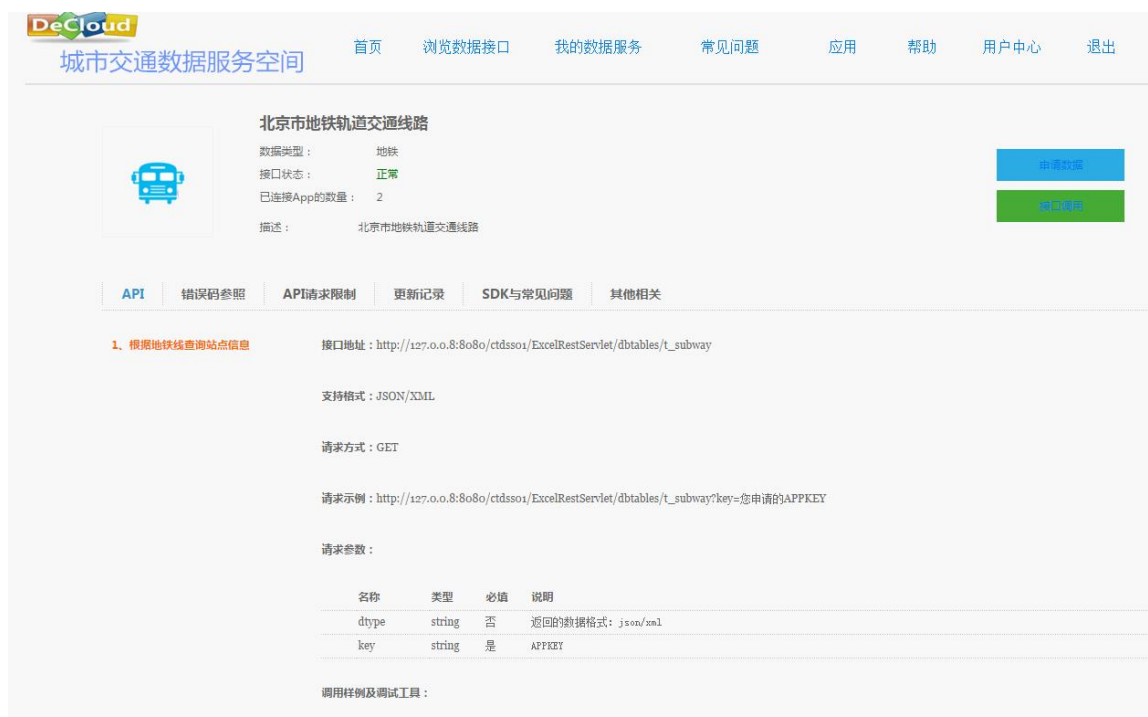 DeCloud
城市交通数据服务空间
首页 浏览数据接口 我的数据服务 常见问题 应用 帮助 用户中心 退出
北京市地铁轨道交通线路
数据类型： 地铁
接口状态： 正常
已连接App的数量： 2
描述： 北京市地铁轨道交通线路
申请数据
接口调用
API 错误码参照 API请求限制 更新记录 SDK与常见问题 其他相关
1、根据地铁线查询站点信息
接口地址：http://127.0.0.8:8080/ctdss01/ExcelRestServlet/dbtables/t_subway
支持格式：JSON/XML
请求方式：GET
请求示例：http://127.0.0.8:8080/ctdss01/ExcelRestServlet/dbtables/t_subway?key=您申请的APPKEY
请求参数：
名称 类型 必填 说明
dtype string 否 返回的数据格式: json/xml
key string 是 APPKEY
调用样例及调试工具：